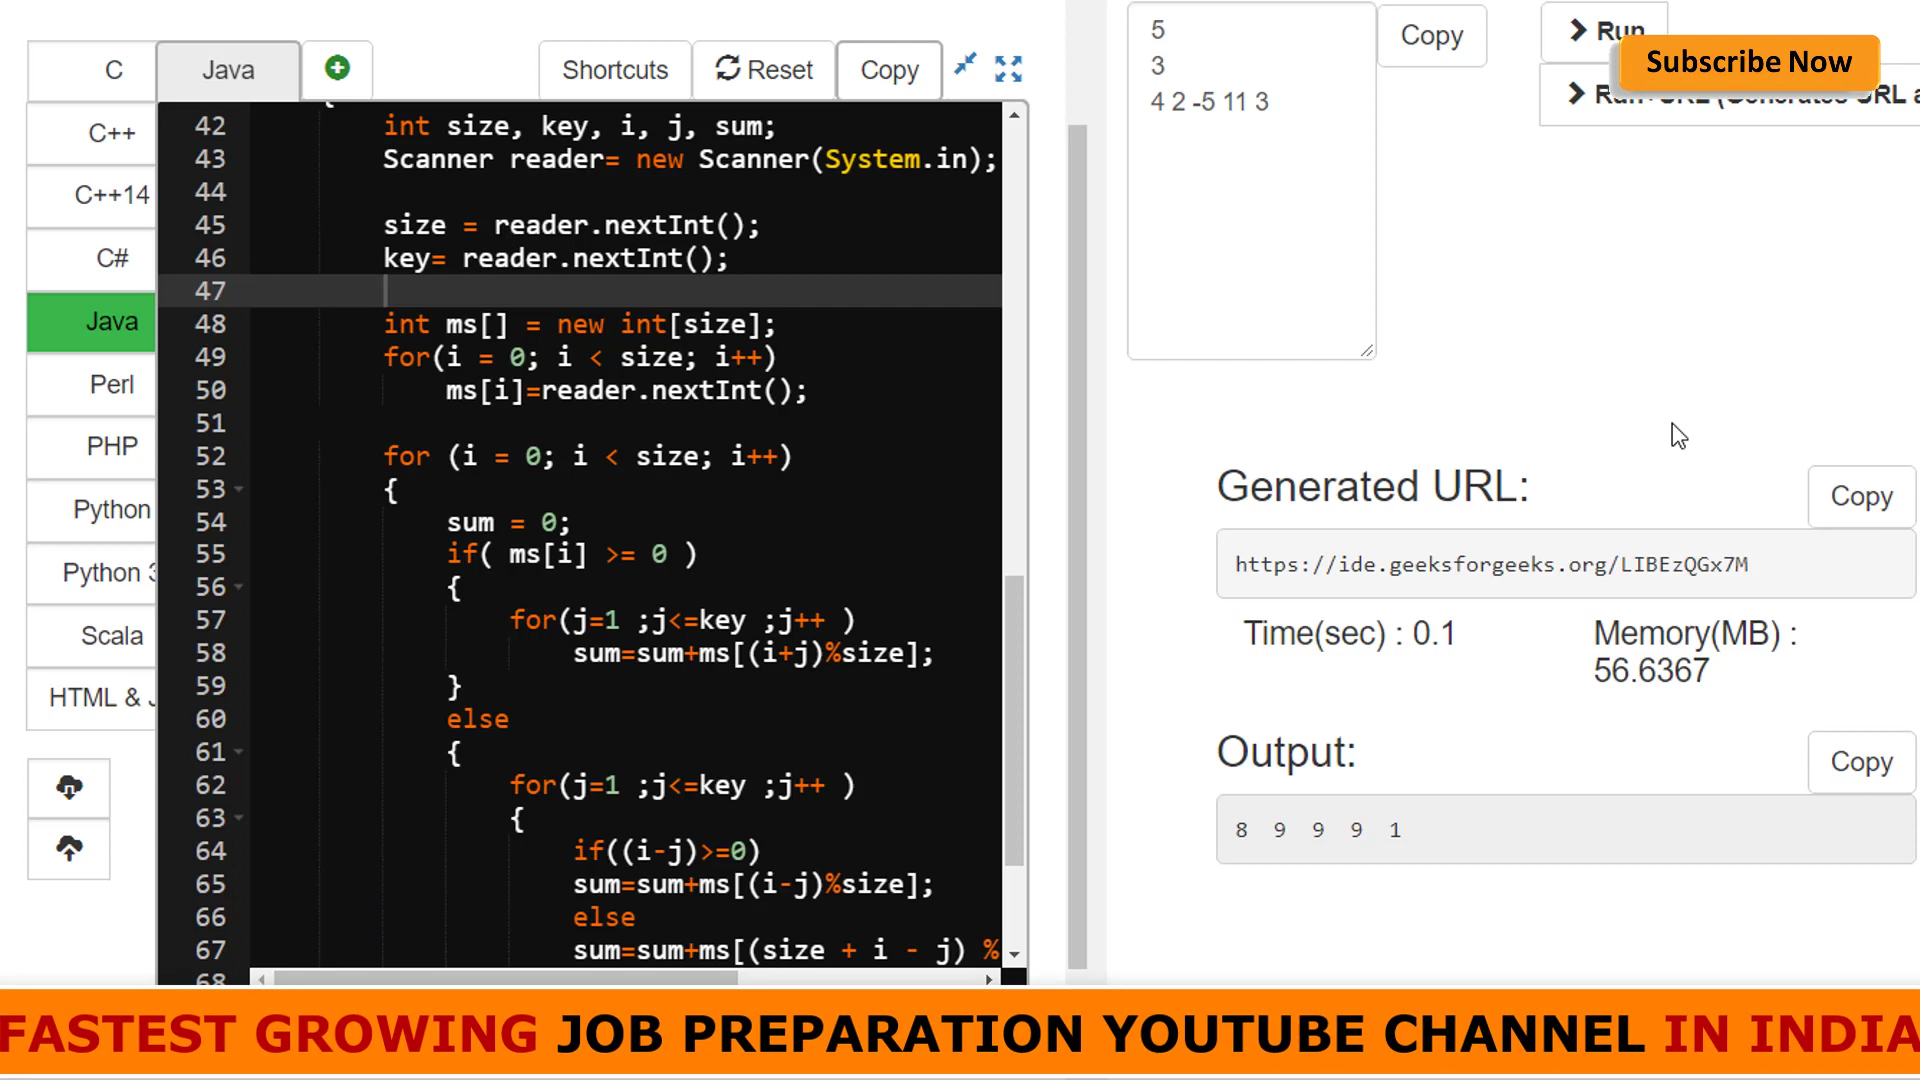 C
Java
Shortcuts
Reset
Copy
C++
C++14
C#
Java
Perl
PHP
Python
Python 3
Scala
HTML & J
42 int size, key, i, j, sum;
43 Scanner reader= new Scanner(System.in);
44
45 size = reader.nextInt();
46 key= reader.nextInt();
47
48 int ms[] = new int[size];
49 for(i = 0; i < size; i++)
50 ms[i]=reader.nextInt();
51
52 for (i = 0; i < size; i++)
53 {
54 sum = 0;
55 if( ms[i] >= 0 )
56 {
57 for(j=1 ;j<=key ;j++ )
58 sum=sum+ms[(i+j)%size];
59 }
60 else
61 {
62 for(j=1 ;j<=key ;j++ )
63 {
64 if((i-j)>=0)
65 sum=sum+ms[(i-j)%size];
66 else
67 sum=sum+ms[(size + i - j) %
68
5
3
4 2 -5 11 3
Copy
Run
Subscribe Now
Generated URL:
Copy
https://ide.geeksforgeeks.org/LIBEzQGx7M
Time(sec) : 0.1
Memory(MB) :
56.6367
Output:
Copy
8 9 9 9 1
FASTEST GROWING JOB PREPARATION YOUTUBE CHANNEL IN INDIA